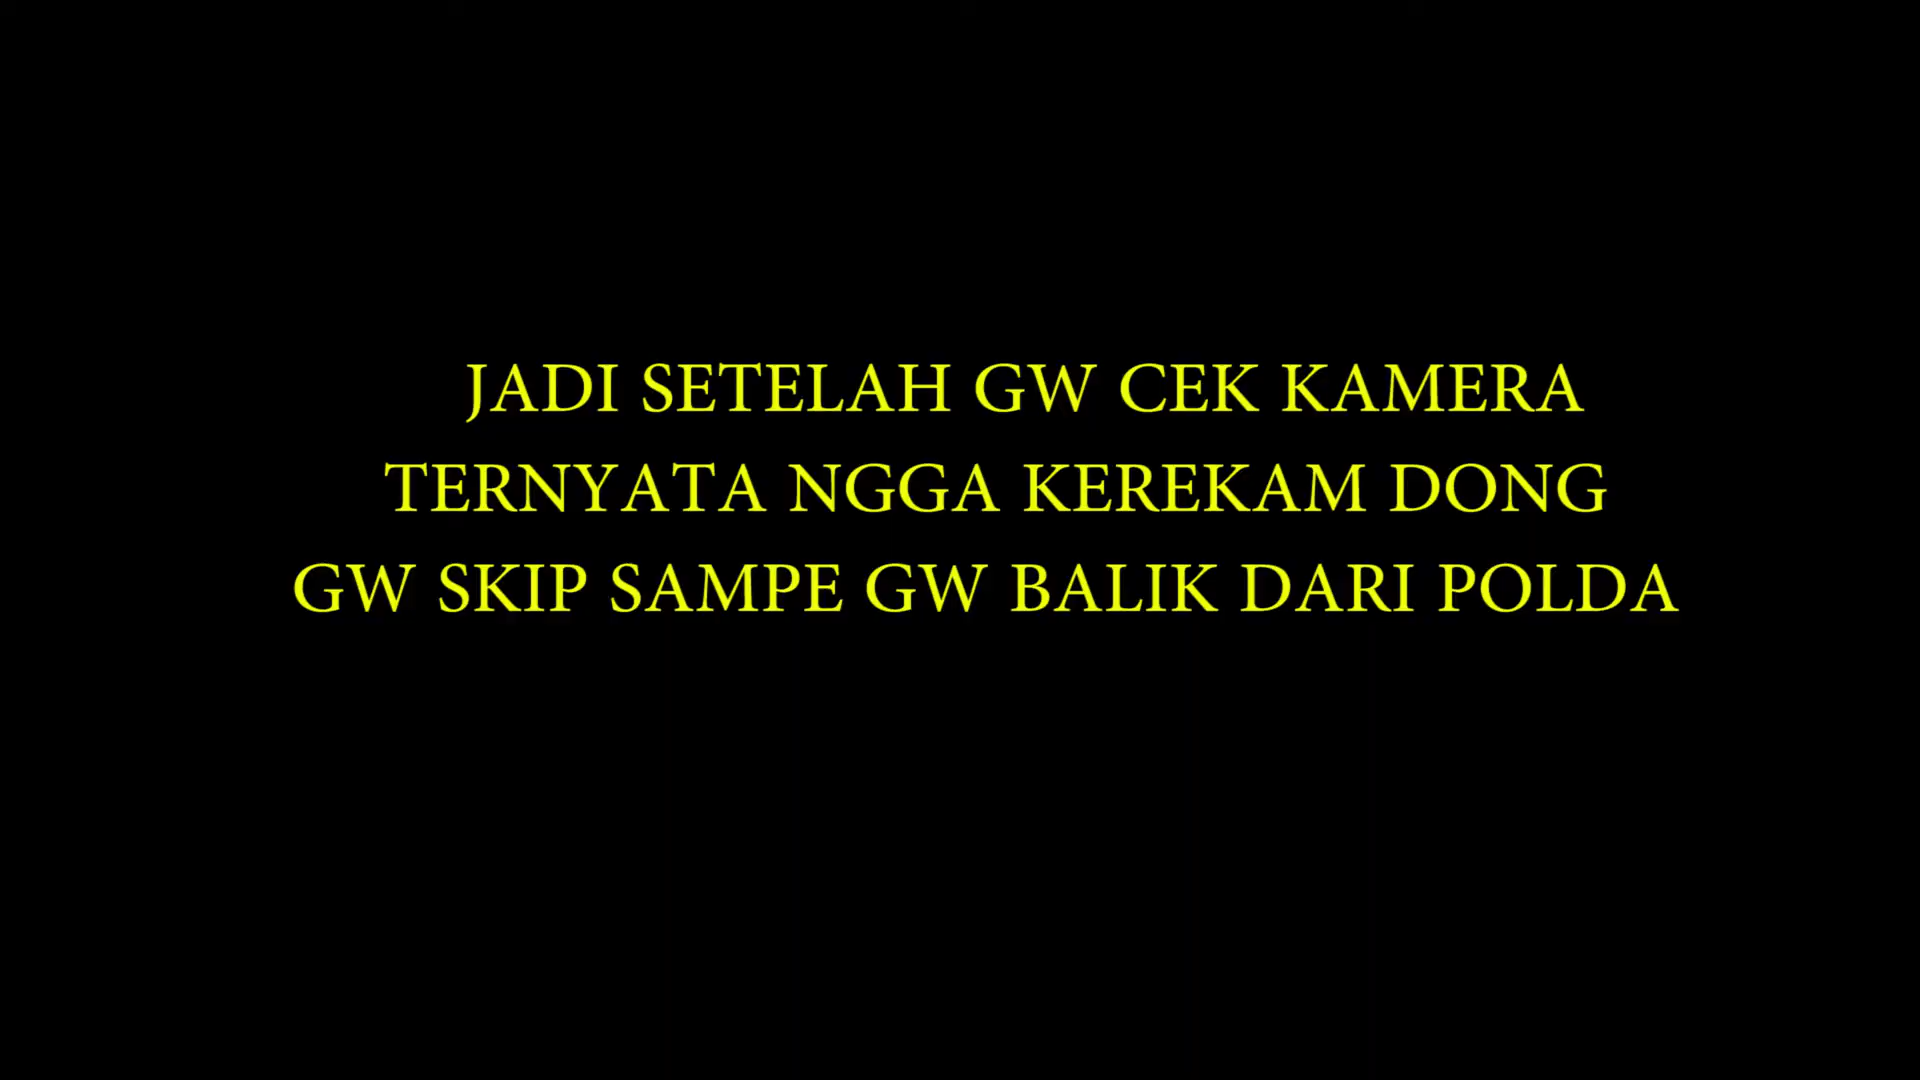 JADI SETELAH GW CEK KAMERA
TERNYATA NGGA KEREKAM DONG
GW SKIP SAMPE GW BALIK DARI POLDA